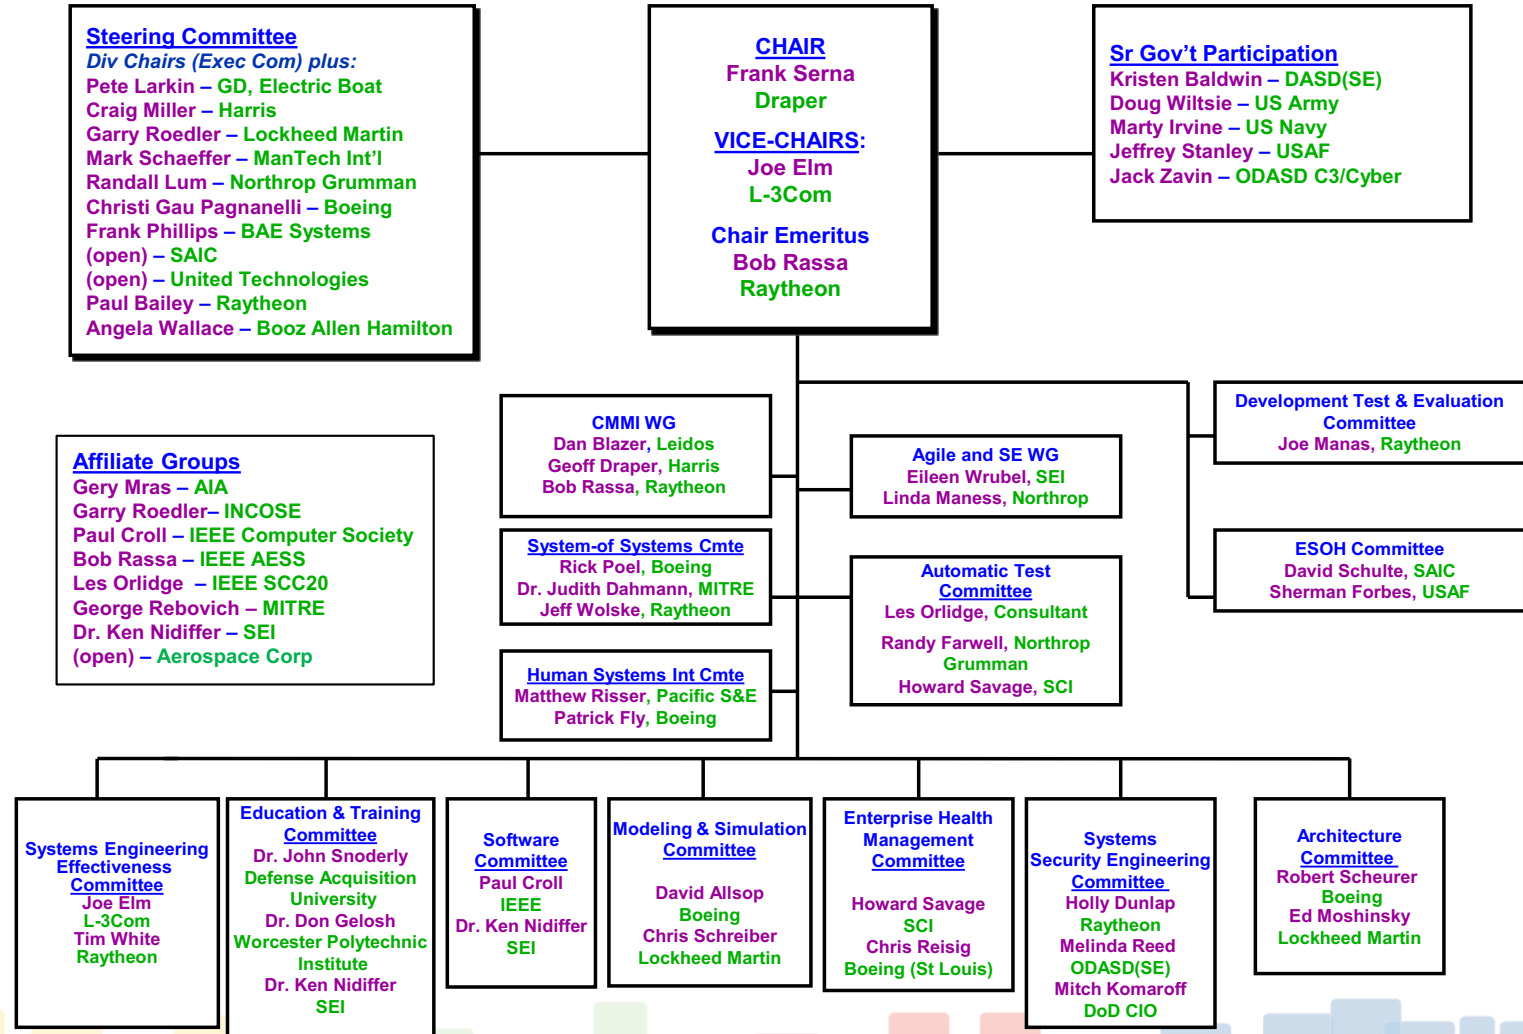 Steering Committee
Div Chairs (Exec Com) plus:
Pete Larkin – GD, Electric Boat
Craig Miller – Harris
Garry Roedler – Lockheed Martin
Mark Schaeffer – ManTech Int'l
Randall Lum – Northrop Grumman
Christi Gau Pagnanelli – Boeing
Frank Phillips – BAE Systems
(open) – SAIC
(open) – United Technologies
Paul Bailey – Raytheon
Angela Wallace – Booz Allen Hamilton
CHAIR
Frank Serna
Draper
VICE-CHAIRS:
Joe Elm
L-3Com
Chair Emeritus
Bob Rassa
Raytheon
Sr Gov't Participation
Kristen Baldwin – DASD(SE)
Doug Wiltsie – US Army
Marty Irvine – US Navy
Jeffrey Stanley – USAF
Jack Zavin – ODASD C3/Cyber
Affiliate Groups
Gery Mras – AIA
Garry Roedler– INCOSE
Paul Croll – IEEE Computer Society
Bob Rassa – IEEE AESS
Les Orlidge – IEEE SCC20
George Rebovich – MITRE
Dr. Ken Nidiffer – SEI
(open) – Aerospace Corp
CMMI WG
Dan Blazer, Leidos
Geoff Draper, Harris
Bob Rassa, Raytheon
System-of Systems Cmte
Rick Poel, Boeing
Dr. Judith Dahmann, MITRE
Jeff Wolske, Raytheon
Human Systems Int Cmte
Matthew Risser, Pacific S&E
Patrick Fly, Boeing
Agile and SE WG
Eileen Wrubel, SEI
Linda Maness, Northrop
Automatic Test
Committee
Les Orlidge, Consultant
Randy Farwell, Northrop
Grumman
Howard Savage, SCI
Development Test & Evaluation
Committee
Joe Manas, Raytheon
ESOH Committee
David Schulte, SAIC
Sherman Forbes, USAF
Systems Engineering
Effectiveness
Committee
Joe Elm
L-3Com
Tim White
Raytheon
Education & Training
Committee
Dr. John Snoderly
Defense Acquisition
University
Dr. Don Gelosh
Worcester Polytechnic
Institute
Dr. Ken Nidiffer
SEI
Software
Committee
Paul Croll
IEEE
Dr. Ken Nidiffer
SEI
Modeling & Simulation
Committee
David Allsop
Boeing
Chris Schreiber
Lockheed Martin
Enterprise Health
Management
Committee
Howard Savage
SCI
Chris Reisig
Boeing (St Louis)
Systems
Security Engineering
Committee
Holly Dunlap
Raytheon
Melinda Reed
ODASD(SE)
Mitch Komaroff
DoD CIO
Architecture
Committee
Robert Scheurer
Boeing
Ed Moshinsky
Lockheed Martin